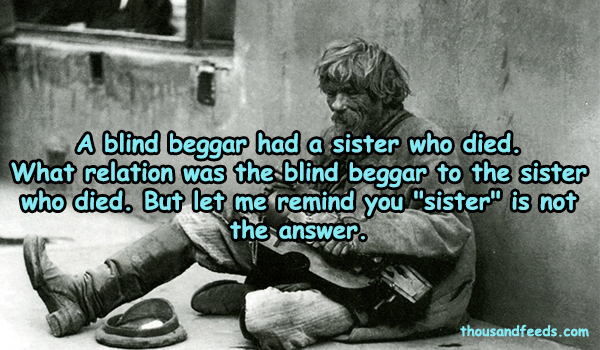 A blind beggar had a sister who died.
What relation was the blind beggar to the sister
who died. But let me remind you "sister" is not
the answer.
thousandfeeds.com